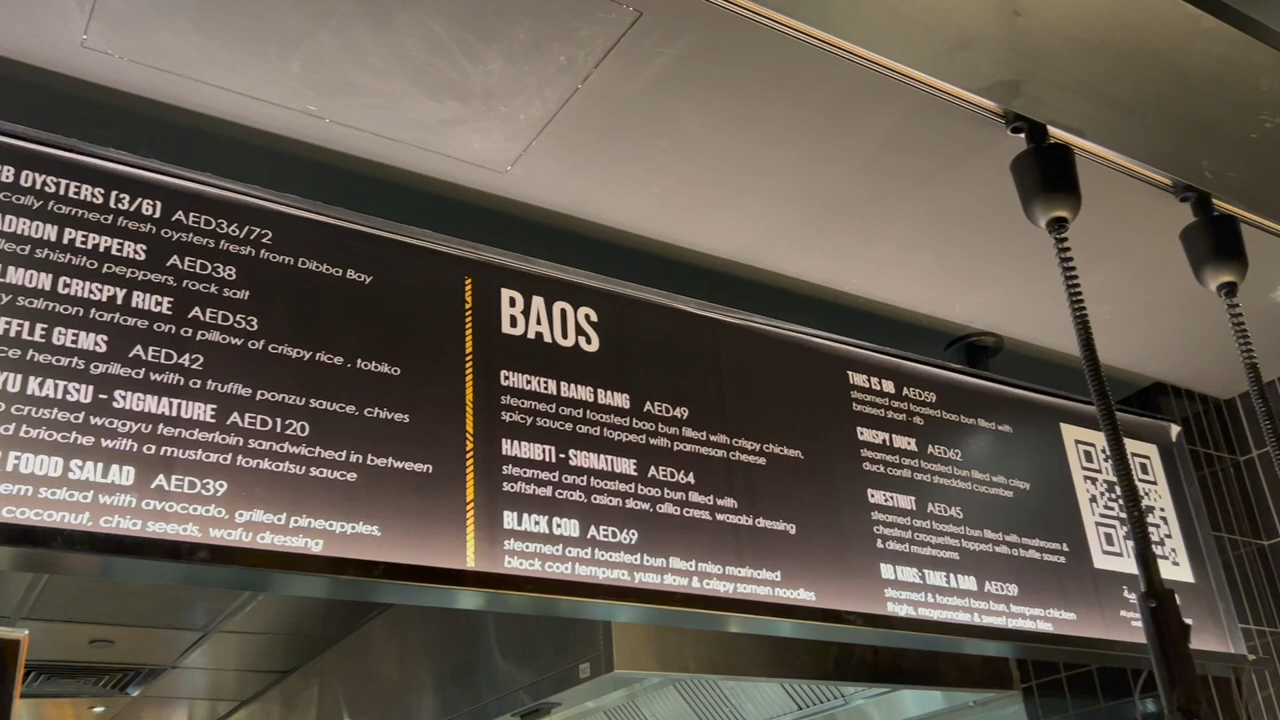 OYSTERS (3/6) AED36/72
farmed fresh oysters fresh from Dibba Bay
PEPPERS AED38
shishito peppers, rock salt
CRISPY RICE AED53
salmon tartare on a pillow of crispy rice , tobiko
GEMS AED42
hearts grilled with a truffle ponzu sauce, chives
KATSU - SIGNATURE AED120
crusted wagyu tenderloin sandwiched in between
brioche with a mustard tonkatsu sauce
FOOD SALAD AED39
salad with avocado, grilled pineapples,
coconut, chia seeds, wafu dressing
BAOS
CHICKEN BANG BANG AED49
steamed and toasted bao bun filled with crispy chicken,
spicy sauce and topped with parmesan cheese
HABIBTI - SIGNATURE AED64
steamed and toasted bao bun filled with
softshell crab, asian slaw, afila cress, wasabi dressing
BLACK COD AED69
steamed and toasted bun filled miso marinated
black cod tempura, yuzu slaw & crispy somen noodles
THIS IS BB AED59
steamed and toasted bao bun filled with
braised short - rib
CRISPY DUCK AED62
steamed and toasted bun filled with crispy
duck confit and shredded cucumber
CHESTNUT AED45
steamed and toasted bun filled with mushroom &
chestnut croquettes topped with a truffle sauce
& dried mushrooms
BB KIDS: TAKE A BAO AED39
steamed & toasted bao bun, tempura chicken
thighs, mayonnaise & sweet potato fries